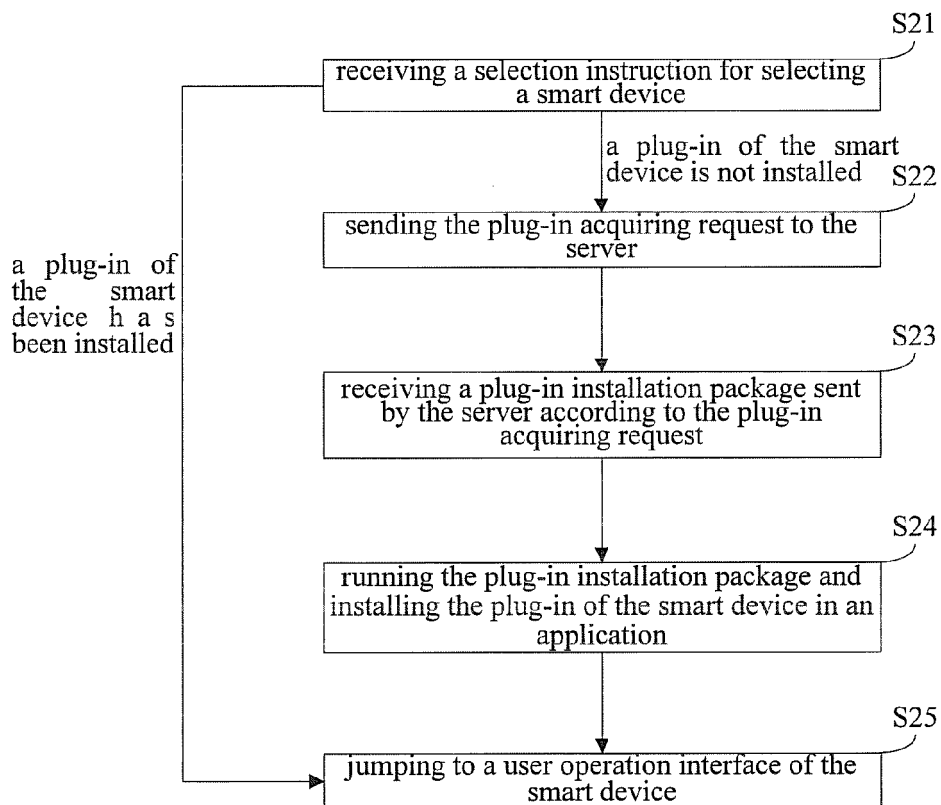 S21
receiving a selection instruction for selecting
a smart device
a plug-in of the smart
device is not installed
S22
sending the plug-in acquiring request to the
server
a plug-in of
the smart
device h a s
been installed
S23
receiving a plug-in installation package sent
by the server according to the plug-in
acquiring request
S24
running the plug-in installation package and
installing the plug-in of the smart device in an
application
S25
jumping to a user operation interface of the
smart device